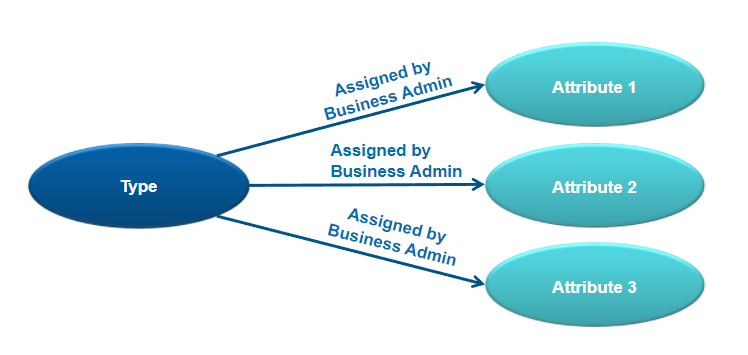 Assigned by
Business Admin
Attribute 1
Assigned by
Business Admin
Type
Attribute 2
Assigned by
Business Admin
Attribute 3